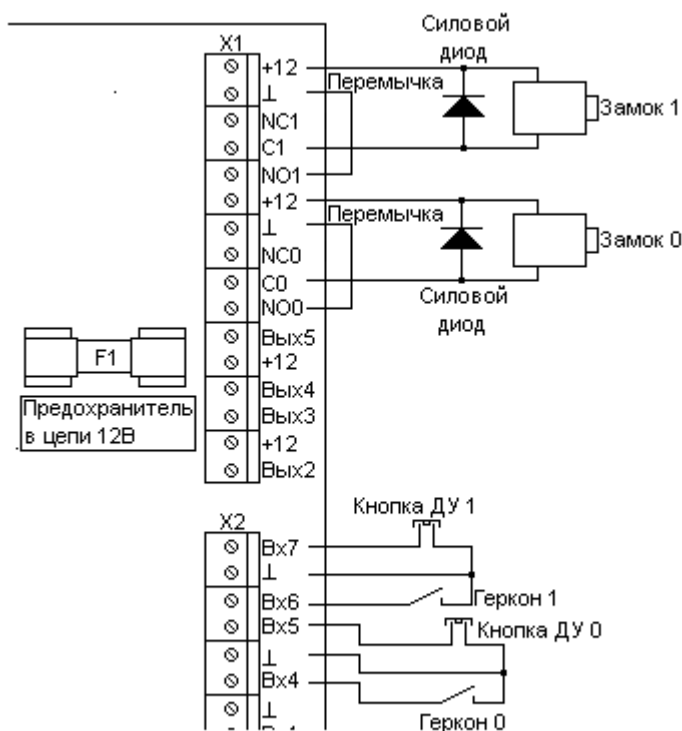 Силовой
диод
X1
+12
⊥
NC1
C1
NO1
Перемычка
Замок 1
+12
⊥
NC0
C0
NO0
Перемычка
Замок 0
Силовой
диод
Вых5
+12
Вых4
Вых3
+12
Вых2
F1
Предохранитель
в цепи 12В
Кнопка ДУ 1
X2
Вх7
⊥
Вх6
Геркон 1
Вх5
Кнопка ДУ 0
⊥
Вх4
⊥
Геркон 0